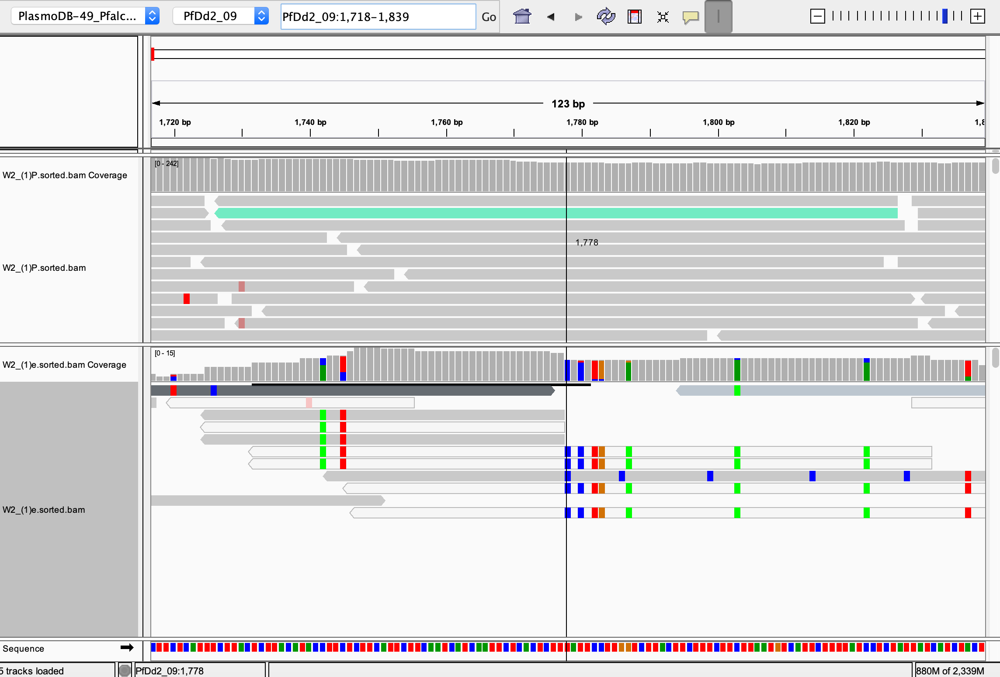 PlasmoDB-49_Pfalc... PfDd2_09 PfDd2_09:1,718-1,839 Go
123 bp
1,720 bp 1,740 bp 1,760 bp 1,780 bp 1,800 bp 1,820 bp 1,8
[0 - 242]
W2_(1)P.sorted.bam Coverage
1,778
W2_(1)P.sorted.bam
[0 - 15]
W2_(1)e.sorted.bam Coverage
W2_(1)e.sorted.bam
Sequence
5 tracks loaded PfDd2_09:1,778 880M of 2,339M